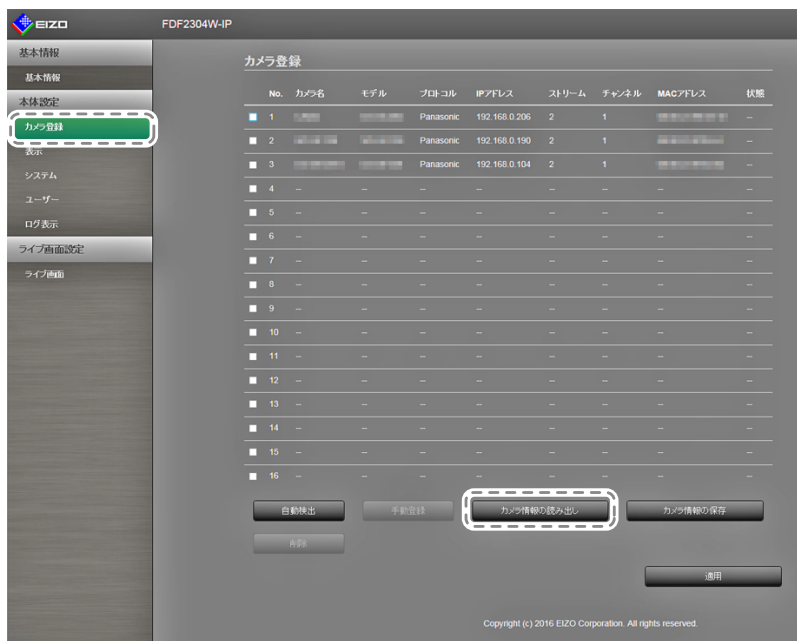 EIZO FDF2304W-IP
基本情報
基本情報
本体設定
カメラ登録
表示
システム
ユーザー
ログ表示
ライブ画面設定
ライブ画面
カメラ登録
No. カメラ名 モデル プロトコル IPアドレス ストリーム チャンネル MACアドレス 状態
1 Panasonic 192.168.0.206 2 1 --
2 Panasonic 192.168.0.190 2 1 --
3 Panasonic 192.168.0.104 2 1 --
4 -- -- -- -- -- -- -- --
5 -- -- -- -- -- -- -- --
6 -- -- -- -- -- -- -- --
7 -- -- -- -- -- -- -- --
8 -- -- -- -- -- -- -- --
9 -- -- -- -- -- -- -- --
10 -- -- -- -- -- -- -- --
11 -- -- -- -- -- -- -- --
12 -- -- -- -- -- -- -- --
13 -- -- -- -- -- -- -- --
14 -- -- -- -- -- -- -- --
15 -- -- -- -- -- -- -- --
16 -- -- -- -- -- -- -- --
自動検出 手動登録 カメラ情報の読み出し カメラ情報の保存
削除
適用
Copyright (c) 2016 EIZO Corporation. All rights reserved.